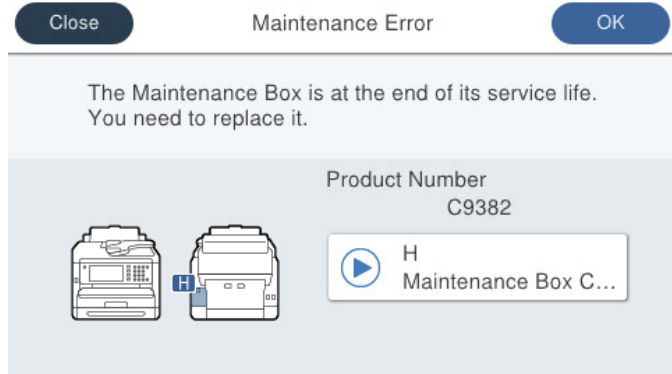 Close
Maintenance Error
OK
The Maintenance Box is at the end of its service life.
You need to replace it.
Product Number
C9382
H
H
Maintenance Box C...